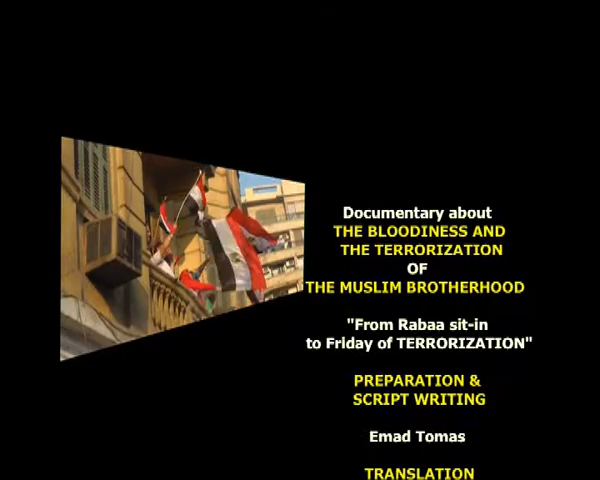 Documentary about
THE BLOODINESS AND
THE TERRORIZATION
OF
THE MUSLIM BROTHERHOOD
"From Rabaa sit-in
to Friday of TERRORIZATION"
PREPARATION &
SCRIPT WRITING
Emad Tomas
TRANSLATION